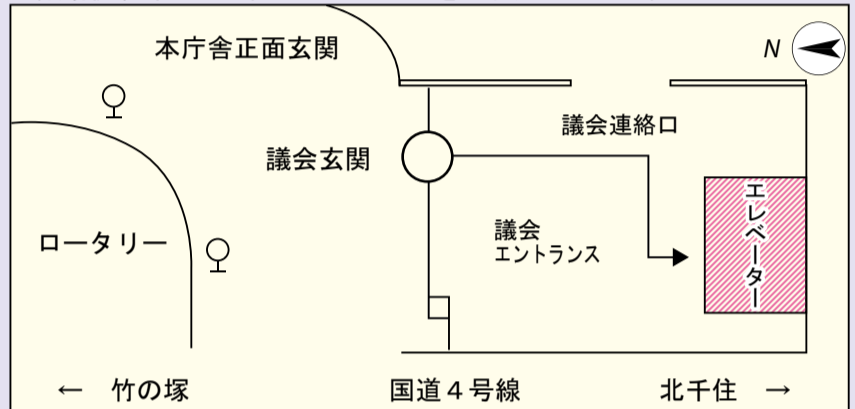 本庁舎正面玄関
N
議会連絡口
議会玄関
エレベーター
ロータリー
議会
エントランス
← 竹の塚
国道４号線
北千住 →